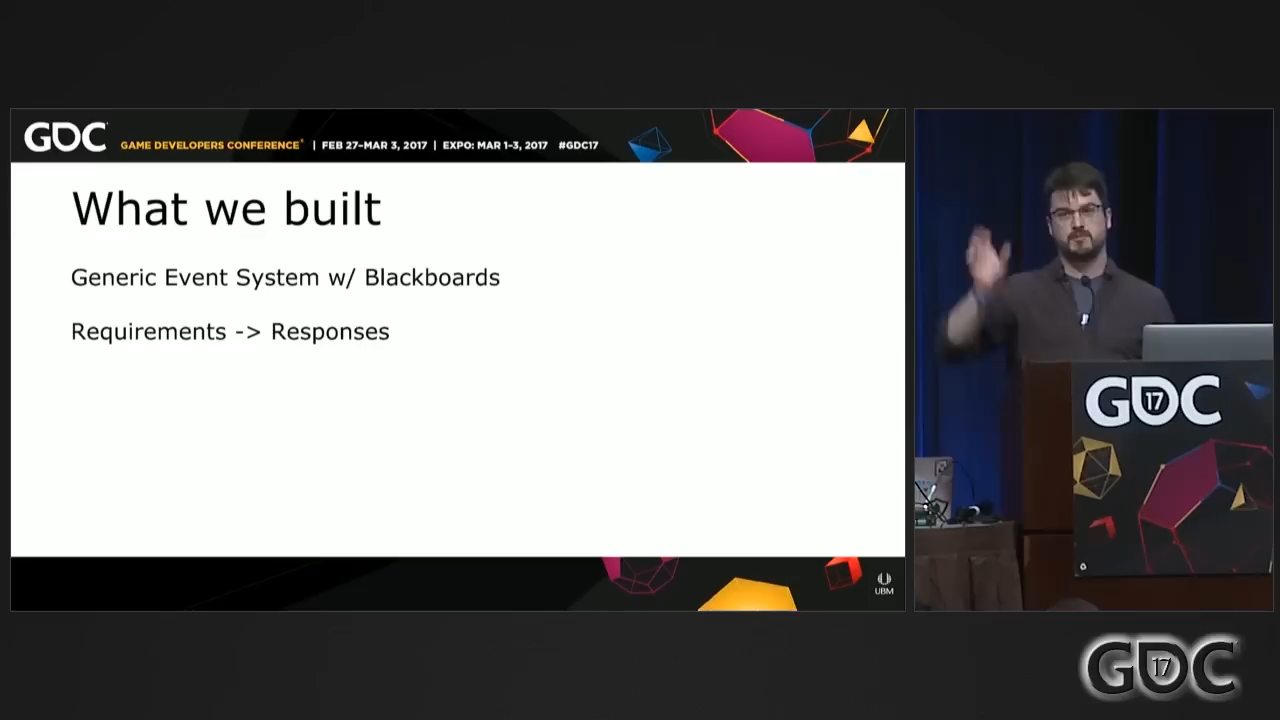 GDC
GAME DEVELOPERS CONFERENCE® | FEB 27–MAR 3, 2017 | EXPO: MAR 1–3, 2017 #GDC17
What we built
Generic Event System w/ Blackboards
Requirements -> Responses
UBM
GDC
17
GDC
17